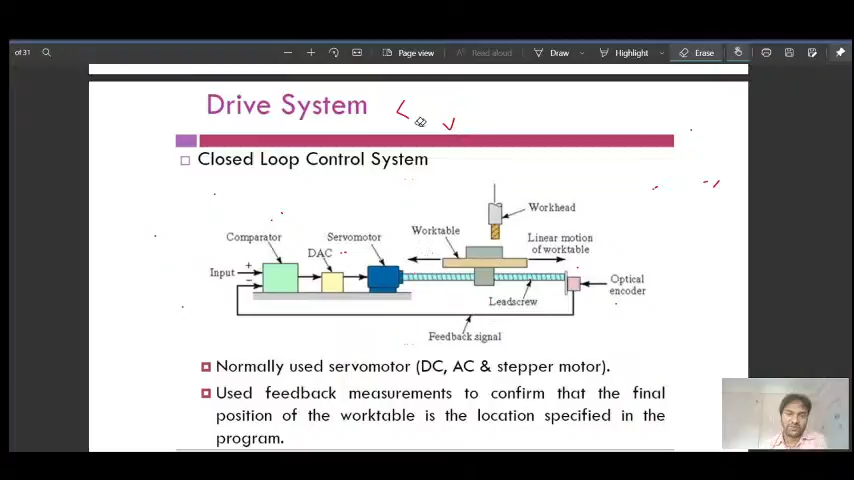 of 31
Page view
Read aloud
Draw
Highlight
Erase
Drive System
Closed Loop Control System
Workhead
Worktable
Linear motion
of worktable
Comparator
Servomotor
DAC
Input
+
−
Optical
encoder
Leadscrew
Feedback signal
Normally used servomotor (DC, AC & stepper motor).
Used feedback measurements to confirm that the final
position of the worktable is the location specified in the
program.